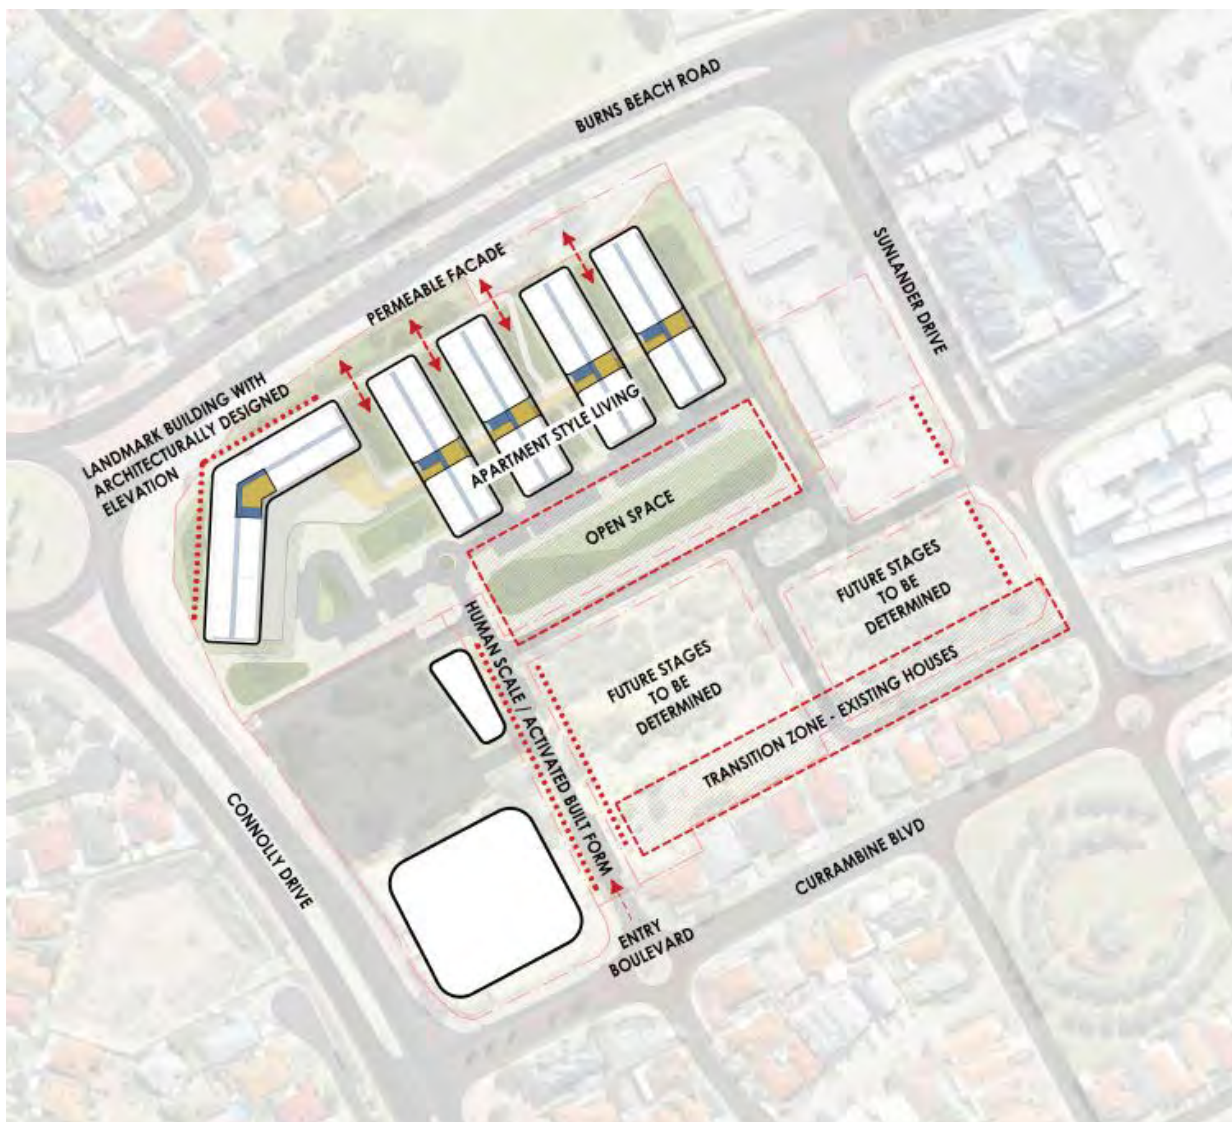 BURNS BEACH ROAD
SUNLANDER DRIVE
PERMEABLE FACADE
LANDMARK BUILDING WITH
ARCHITECTURALLY DESIGNED
ELEVATION
APARTMENT STYLE LIVING
OPEN SPACE
FUTURE STAGES
TO BE
DETERMINED
FUTURE STAGES
TO BE
DETERMINED
HUMAN SCALE / ACTIVATED BUILT FORM
TRANSITION ZONE - EXISTING HOUSES
CONNOLLY DRIVE
CURRAMBINE BLVD
ENTRY
BOULEVARD